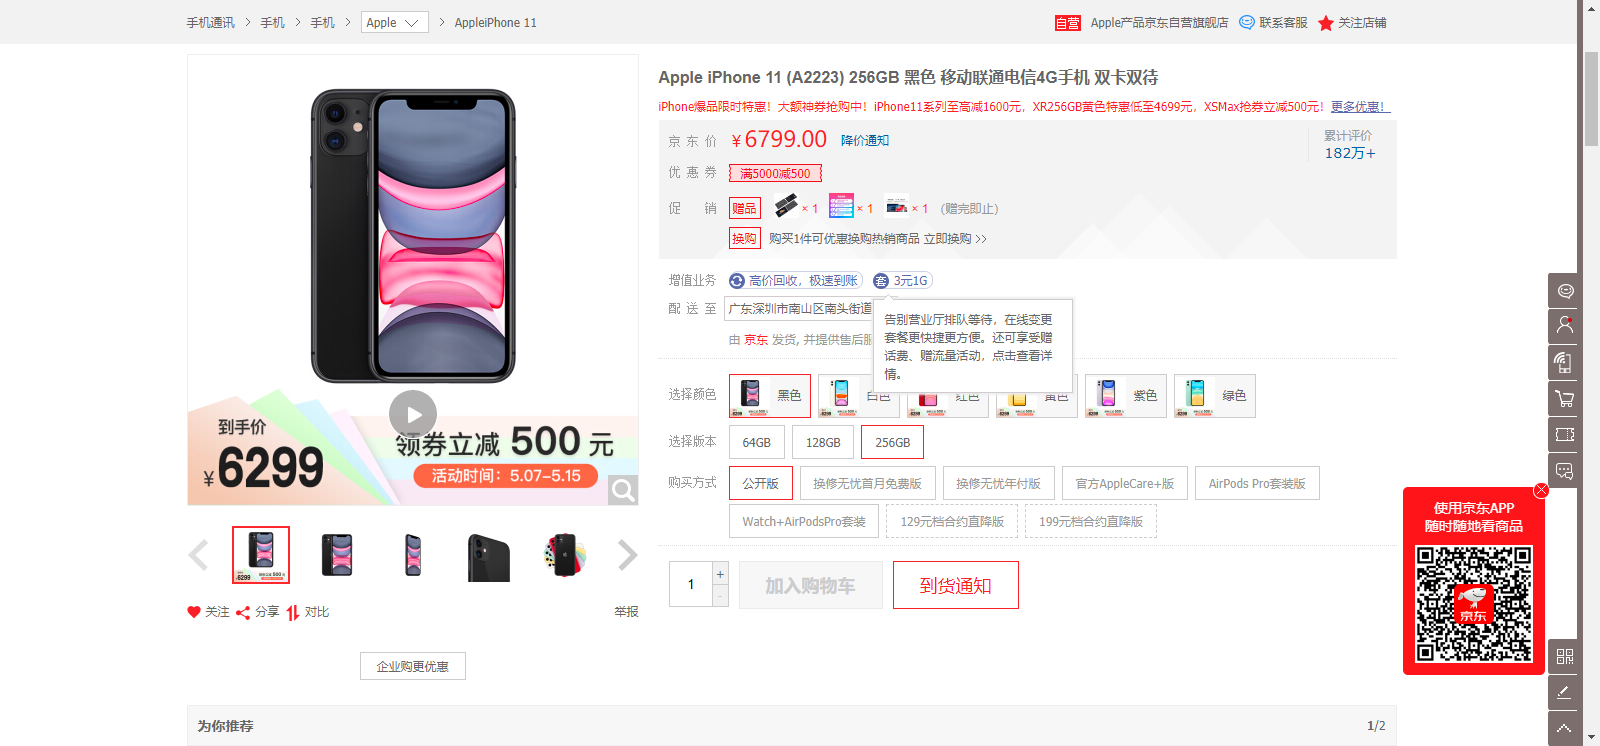 手机通讯 > 手机 > 手机 > Apple > AppleiPhone 11
自营 Apple产品京东自营旗舰店 联系客服 关注店铺
Apple iPhone 11 (A2223) 256GB 黑色 移动联通电信4G手机 双卡双待
iPhone爆品限时特惠！大额神券抢购中！iPhone11系列至高减1600元，XR256GB黄色特惠低至4699元，XSMax抢券立减500元！更多优惠！
京东价 ￥6799.00 降价通知
累计评价
182万+
优惠券 满5000减500
促销 赠品 ×1 ×1 ×1 （赠完即止）
换购 购买1件可优惠换购热销商品 立即换购 >>
增值业务 高价回收，极速到账 套 3元1G
配送至 广东深圳市南山区南头街道
由 京东 发货, 并提供售后服
告别营业厅排队等待，在线变更
套餐更快捷更方便。还可享受赠
话费、赠流量活动，点击查看详
情。
选择颜色 黑色 白色 红色 黄色 紫色 绿色
选择版本 64GB 128GB 256GB
购买方式 公开版 换修无忧首月免费版 换修无忧年付版 官方AppleCare+版 AirPods Pro套装版
Watch+AirPodsPro套装 129元档合约直降版 199元档合约直降版
1 + - 加入购物车 到货通知
到手价
￥6299
领券立减 500 元
活动时间：5.07-5.15
关注 分享 对比 举报
企业购更优惠
为你推荐 1/2
使用京东APP
随时随地看商品
京东